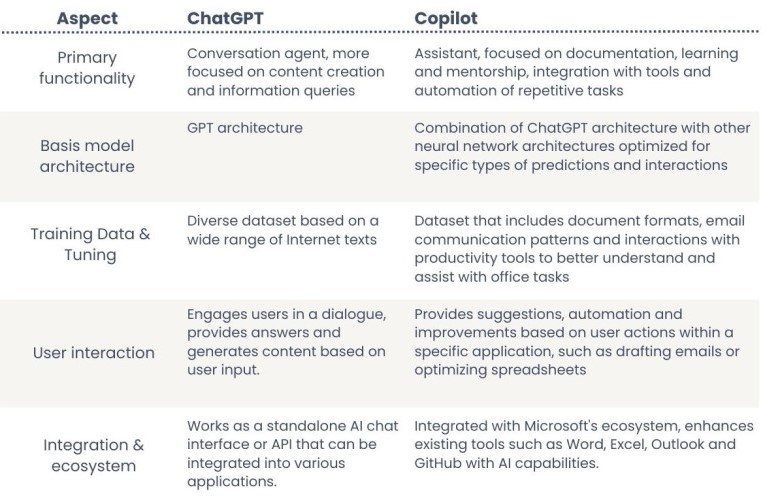 Aspect ChatGPT Copilot
Primary functionality
Conversation agent, more
focused on content creation
and information queries
Assistant, focused on documentation, learning
and mentorship, integration with tools and
automation of repetitive tasks
Basis model
architecture
GPT architecture
Combination of ChatGPT architecture with other
neural network architectures optimized for
specific types of predictions and interactions
Training Data &
Tuning
Diverse dataset based on a
wide range of Internet texts
Dataset that includes document formats, email
communication patterns and interactions with
productivity tools to better understand and
assist with office tasks
User interaction
Engages users in a dialogue,
provides answers and
generates content based on
user input.
Provides suggestions, automation and
improvements based on user actions within a
specific application, such as drafting emails or
optimizing spreadsheets
Integration &
ecosystem
Works as a standalone AI chat
interface or API that can be
integrated into various
applications.
Integrated with Microsoft's ecosystem, enhances
existing tools such as Word, Excel, Outlook and
GitHub with AI capabilities.